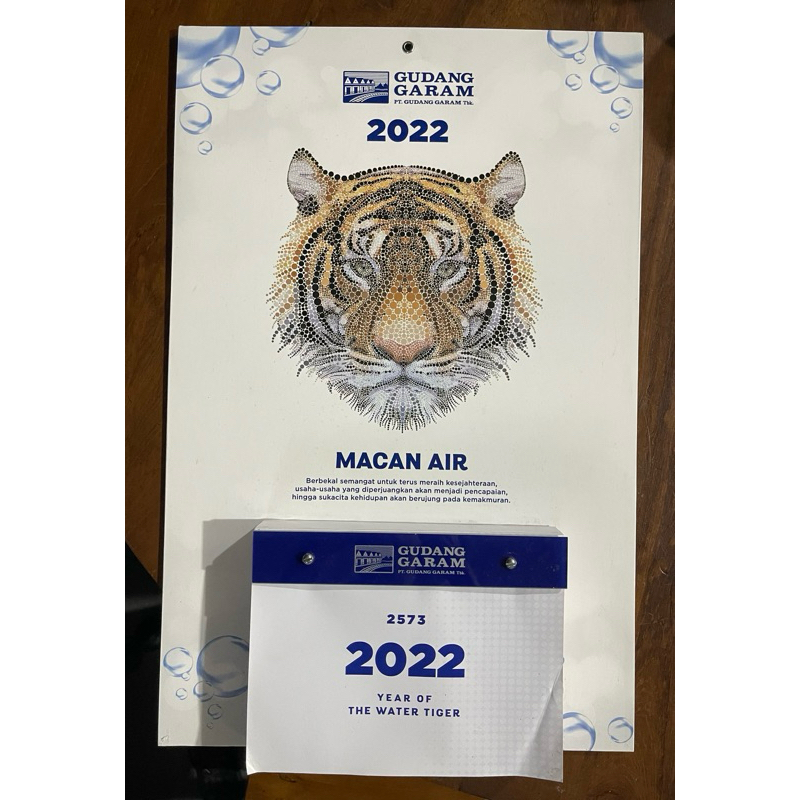 GUDANG
GARAM
PT. GUDANG GARAM Tbk.
2022
MACAN AIR
Berbekal semangat untuk terus meraih kesejahteraan,
usaha-usaha yang diperjuangkan akan menjadi pencapaian,
hingga sukacita kehidupan akan berujung pada kemakmuran.
GUDANG
GARAM
PT. GUDANG GARAM Tbk.
2573
2022
YEAR OF
THE WATER TIGER